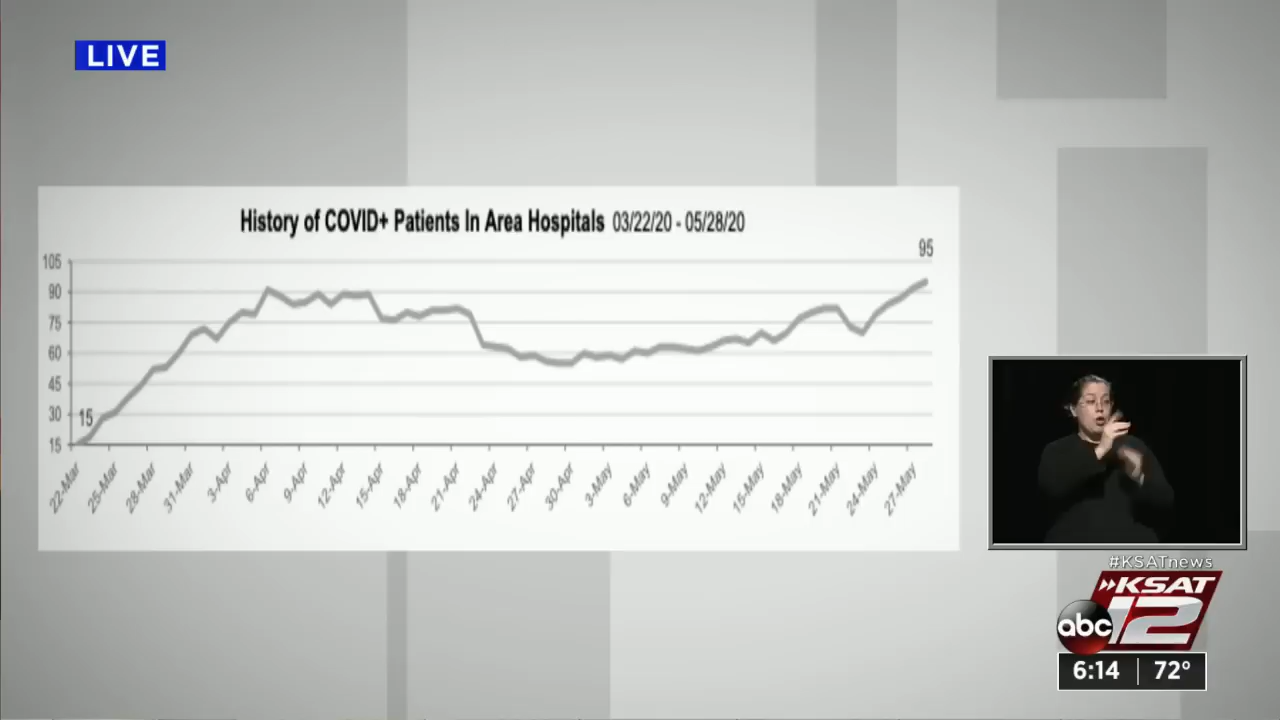 LIVE
History of COVID+ Patients In Area Hospitals 03/22/20 - 05/28/20
95
105
90
75
60
45
30
15
15
22-Mar
25-Mar
28-Mar
31-Mar
3-Apr
6-Apr
9-Apr
12-Apr
15-Apr
18-Apr
21-Apr
24-Apr
27-Apr
30-Apr
3-May
6-May
9-May
12-May
15-May
18-May
21-May
24-May
27-May
#KSATnews
KSAT
abc 12
6:14 72°